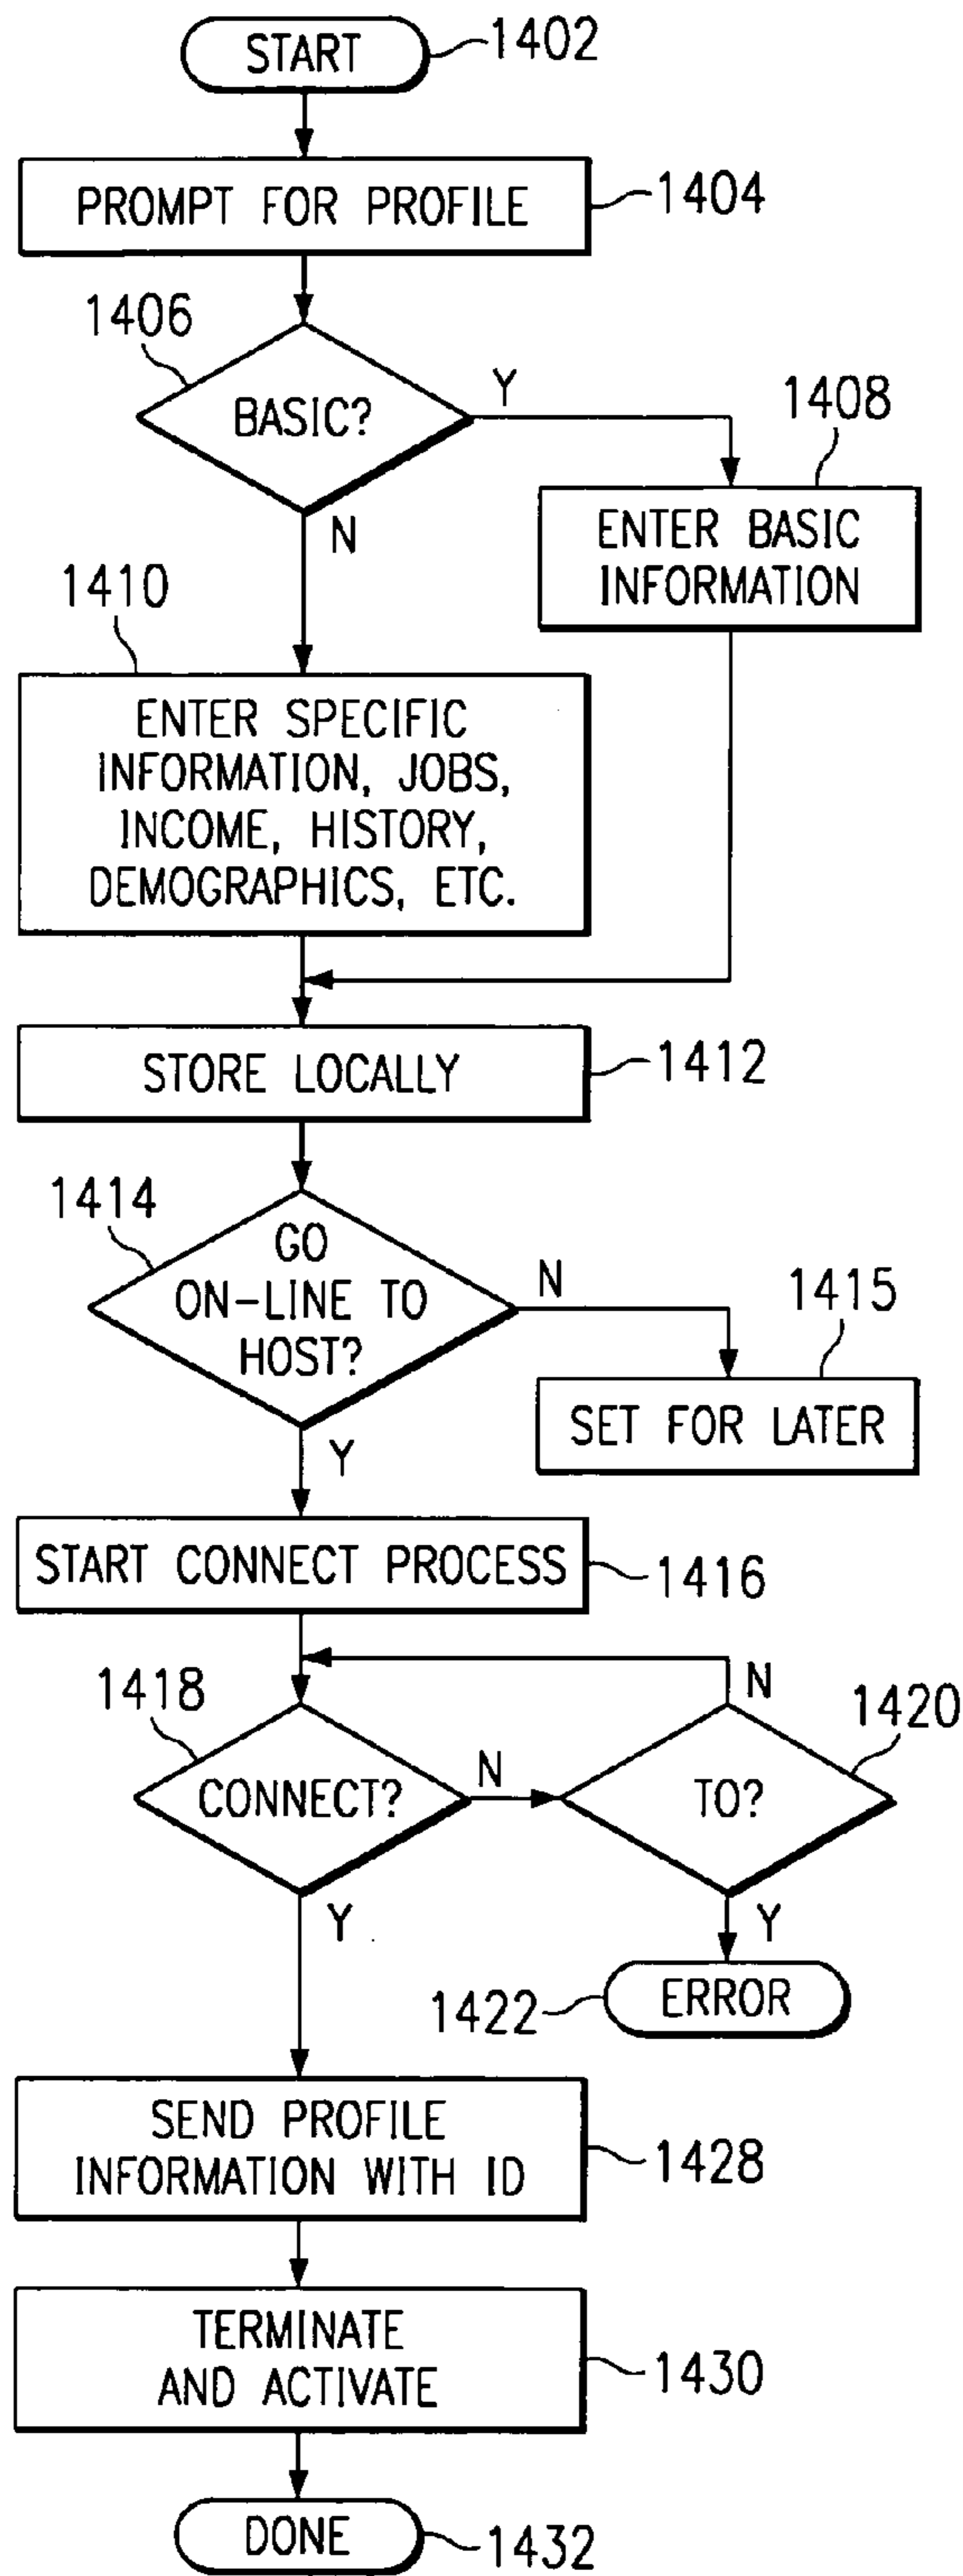 START
1402
PROMPT FOR PROFILE
1404
1406
BASIC?
Y
N
1408
ENTER BASIC
INFORMATION
1410
ENTER SPECIFIC
INFORMATION, JOBS,
INCOME, HISTORY,
DEMOGRAPHICS, ETC.
STORE LOCALLY
1412
1414
GO
ON-LINE TO
HOST?
N
Y
1415
SET FOR LATER
START CONNECT PROCESS
1416
1418
CONNECT?
N
Y
N
1420
TO?
Y
1422
ERROR
SEND PROFILE
INFORMATION WITH ID
1428
TERMINATE
AND ACTIVATE
1430
DONE
1432